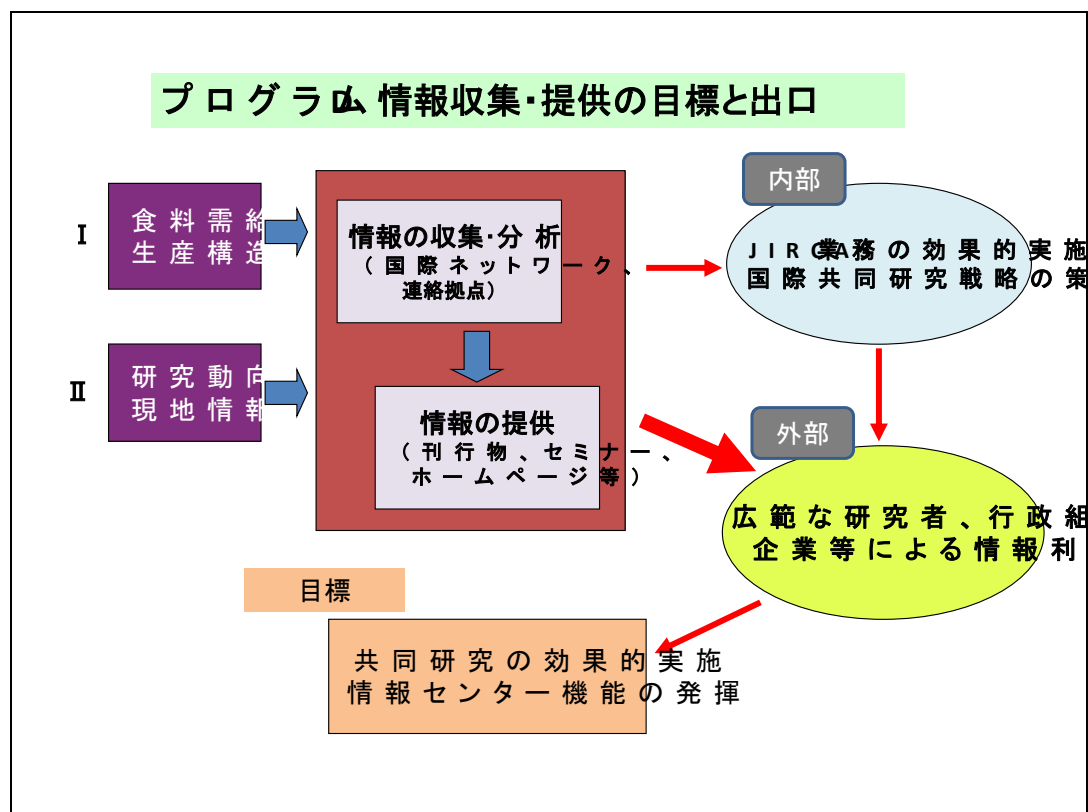 プログラムD 情報収集・提供の目標と出口
内部
Ⅰ
食料需給
生産構造
情報の収集・分析
（国際ネットワーク、
連絡拠点）
JIRCAS業務の効果的実施
国際共同研究戦略の策
Ⅱ
研究動向
現地情報
情報の提供
（刊行物、セミナー、
ホームページ等）
外部
広範な研究者、行政組
企業等による情報利
目標
共同研究の効果的実施
情報センター機能の発揮